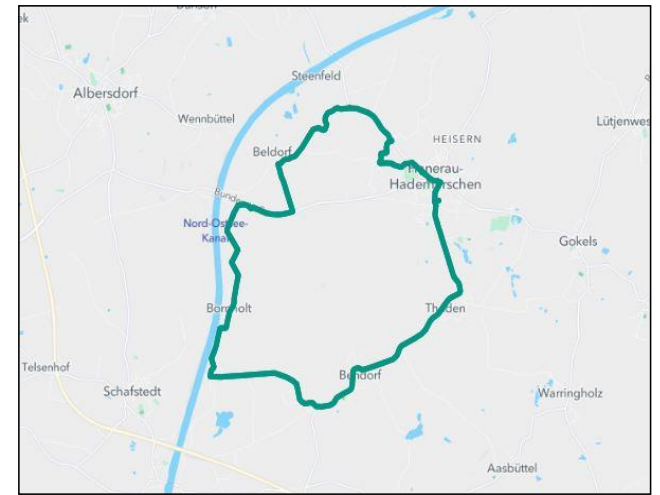 Steenfeld
Albersdorf
Wennbüttel
Lütjenwes
HEISERN
Beldorf
Hanerau-
Hademarschen
Nord-Ostsee-
Kanal
Gokels
Bornholt
Thaden
Telsenhof
Bendorf
Schafstedt
Warringholz
Aasbüttel